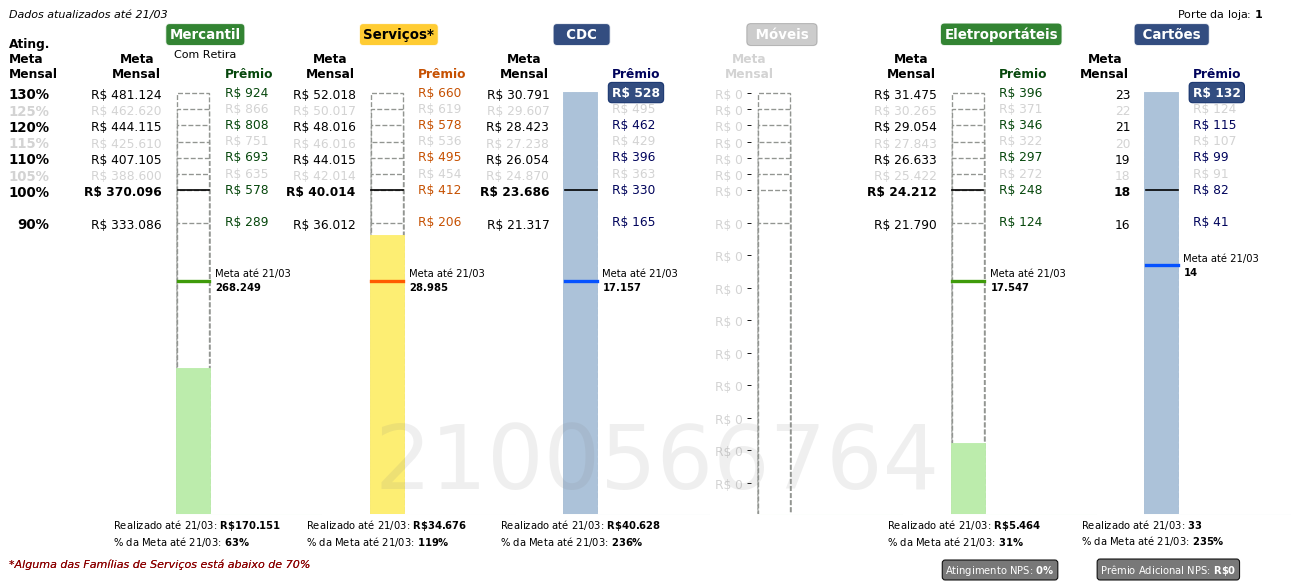 Dados atualizados até 21/03
Porte da loja: 1
Mercantil Serviços* CDC Móveis Eletroportáteis Cartões
Ating. Meta Mensal
Com Retira
Meta Mensal Prêmio Meta Mensal Prêmio Meta Mensal Prêmio Meta Mensal Meta Mensal Prêmio Meta Mensal Prêmio
130% R$ 481.124 R$ 924 R$ 52.018 R$ 660 R$ 30.791 R$ 528 R$ 0 R$ 31.475 R$ 396 23 R$ 132
125% R$ 462.620 R$ 866 R$ 50.017 R$ 619 R$ 29.607 R$ 495 R$ 0 R$ 30.265 R$ 371 22 R$ 124
120% R$ 444.115 R$ 808 R$ 48.016 R$ 578 R$ 28.423 R$ 462 R$ 0 R$ 29.054 R$ 346 21 R$ 115
115% R$ 425.610 R$ 751 R$ 46.016 R$ 536 R$ 27.238 R$ 429 R$ 0 R$ 27.843 R$ 322 20 R$ 107
110% R$ 407.105 R$ 693 R$ 44.015 R$ 495 R$ 26.054 R$ 396 R$ 0 R$ 26.633 R$ 297 19 R$ 99
105% R$ 388.600 R$ 635 R$ 42.014 R$ 454 R$ 24.870 R$ 363 R$ 0 R$ 25.422 R$ 272 18 R$ 91
100% R$ 370.096 R$ 578 R$ 40.014 R$ 412 R$ 23.686 R$ 330 R$ 0 R$ 24.212 R$ 248 18 R$ 82
90% R$ 333.086 R$ 289 R$ 36.012 R$ 206 R$ 21.317 R$ 165 R$ 0 R$ 21.790 R$ 124 16 R$ 41
R$ 0
Meta até 21/03 Meta até 21/03 Meta até 21/03 Meta até 21/03 Meta até 21/03
268.249 28.985 17.157 R$ 0 17.547 14
R$ 0
R$ 0
R$ 0
R$ 0
R$ 0
R$ 0
2100566764
Realizado até 21/03: R$170.151 Realizado até 21/03: R$34.676 Realizado até 21/03: R$40.628 Realizado até 21/03: R$5.464 Realizado até 21/03: 33
% da Meta até 21/03: 63% % da Meta até 21/03: 119% % da Meta até 21/03: 236% % da Meta até 21/03: 31% % da Meta até 21/03: 235%
*Alguma das Famílias de Serviços está abaixo de 70%
Atingimento NPS: 0% Prêmio Adicional NPS: R$0